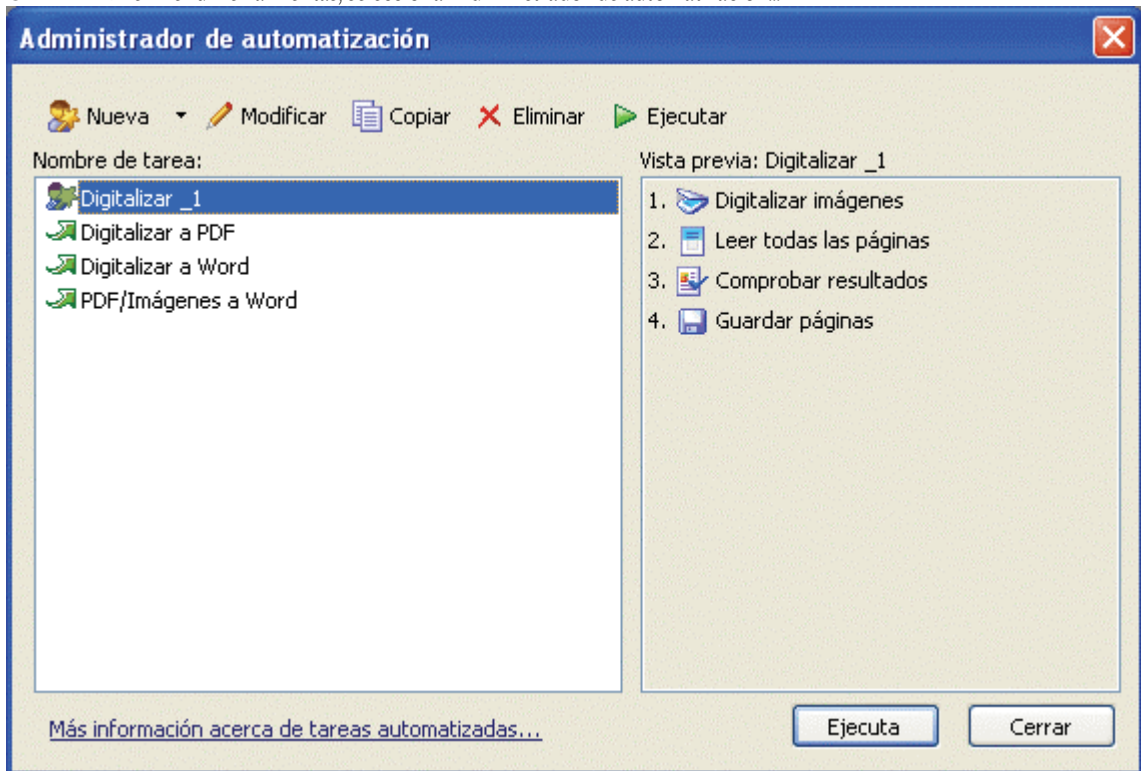 Administrador de automatización
Nueva Modificar Copiar Eliminar Ejecutar
Nombre de tarea:
Digitalizar _1
Digitalizar a PDF
Digitalizar a Word
PDF/Imágenes a Word
Vista previa: Digitalizar _1
1. Digitalizar imágenes
2. Leer todas las páginas
3. Comprobar resultados
4. Guardar páginas
Más información acerca de tareas automatizadas...
Ejecuta Cerrar